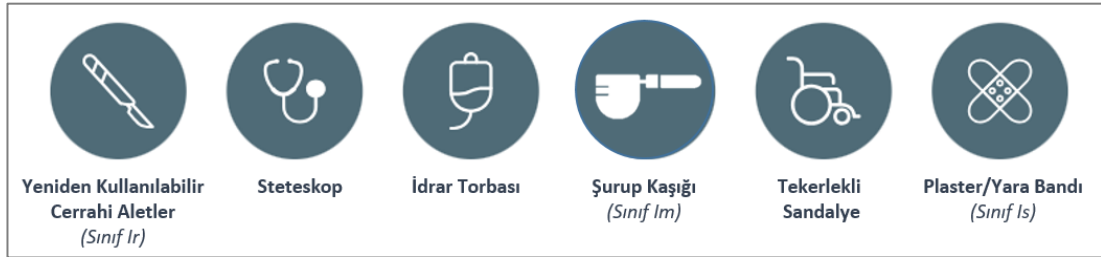 Yeniden Kullanılabilir
Cerrahi Aletler
(Sınıf Ir)
Steteskop
İdrar Torbası
Şurup Kaşığı
(Sınıf Im)
Tekerlekli
Sandalye
Plaster/Yara Bandı
(Sınıf Is)